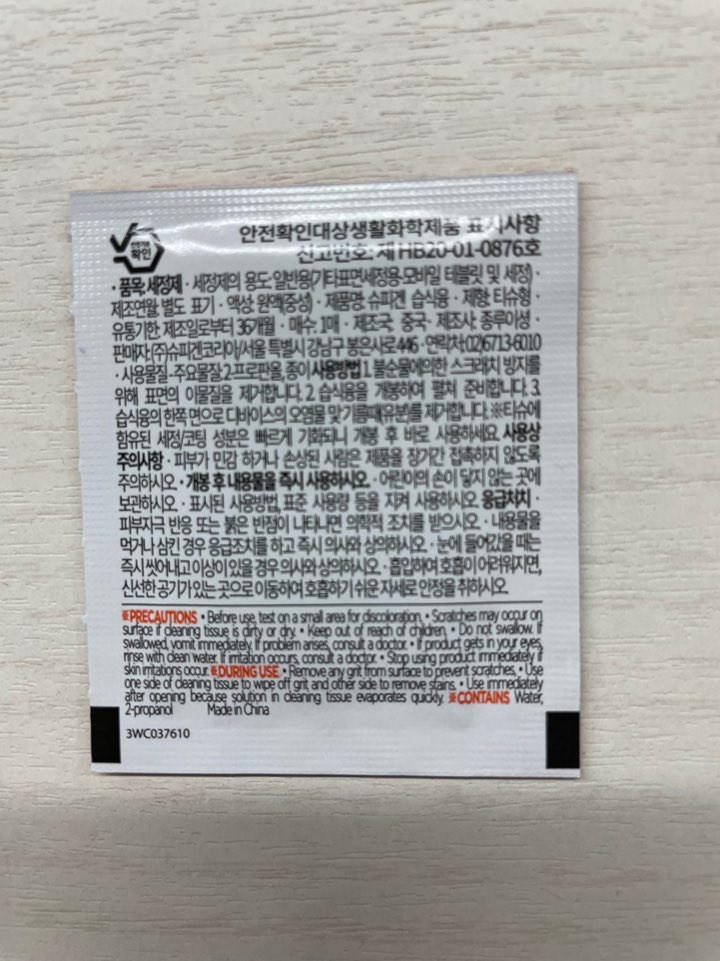 안전확인대상생활화학제품 표시사항
확인
신고번호: 제 HB20-01-0876호
· 품목: 세정제 · 세정제의 용도: 일반용(기타표면세정용-모바일 테블릿 및 세정) ·
제조연월: 별도 표기 · 액성: 원액(중성) · 제품명: 슈피겐 습식용 · 제형: 티슈형 ·
유통기한: 제조일로부터 36개월 · 매수: 1매 · 제조국: 중국 · 제조사: 종루이셩 ·
판매자: (주)슈피겐코리아/서울 특별시 강남구 봉은사로 446 · 연락처: 02)6713-6010
· 사용물질-주요물질: 2-프로판올, 종이 사용방법 1. 불순물에의한 스크래치 방지를
위해 표면의 이물질을 제거합니다. 2. 습식용을 개봉하여 펼쳐 준비합니다. 3.
습식용의 한쪽 면으로 디바이스의 오염물 및 기름때(유분)를 제거합니다. ※티슈에
함유된 세정/코팅 성분은 빠르게 기화되니 개봉 후 바로 사용하세요. 사용상
주의사항 · 피부가 민감 하거나 손상된 사람은 제품을 장기간 접촉하지 않도록
주의하시오. · 개봉 후 내용물을 즉시 사용하시오. · 어린이의 손이 닿지 않는 곳에
보관하시오. · 표시된 사용방법, 표준 사용량 등을 지켜 사용하시오. 응급처치 ·
피부자극 반응 또는 붉은 반점이 나타나면 의학적 조치를 받으시오. · 내용물을
먹거나 삼킨 경우 응급조치를 하고 즉시 의사와 상의하시오. · 눈에 들어갔을 때는
즉시 씻어내고 이상이 있을 경우 의사와 상의하시오. · 흡입하여 호흡이 어려워지면,
신선한 공기가 있는 곳으로 이동하여 호흡하기 쉬운 자세로 안정을 취하시오.
※PRECAUTIONS • Before use, test on a small area for discoloration. • Scratches may occur on
surface if cleaning tissue is dirty or dry. • Keep out of reach of children. • Do not swallow. If
swallowed, vomit immediately. If problem arises, consult a doctor. • If product gets in your eyes,
rinse with clean water. If irritation occurs, consult a doctor. • Stop using product immediately if
skin irritations occur. ※DURING USE • Remove any grit from surface to prevent scratches. • Use
one side of cleaning tissue to wipe off grit and other side to remove stains. • Use immediately
after opening because solution in cleaning tissue evaporates quickly. ※CONTAINS Water,
2-propanol Made in China
3WC037610